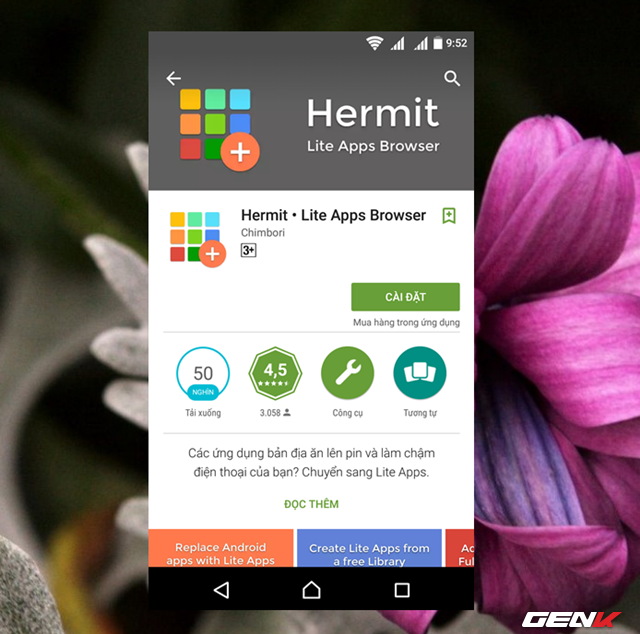 9:52
Hermit
Lite Apps Browser
Hermit • Lite Apps Browser
Chimbori
3+
CÀI ĐẶT
Mua hàng trong ứng dụng
50
NGHÌN
4,5
Tải xuống
3.058
Công cụ
Tương tự
Các ứng dụng bản địa ăn lên pin và làm chậm
điện thoại của bạn? Chuyển sang Lite Apps.
ĐỌC THÊM
Replace Android
apps with Lite Apps
Create Lite Apps from
a free Library
Ad
Ful
GENK